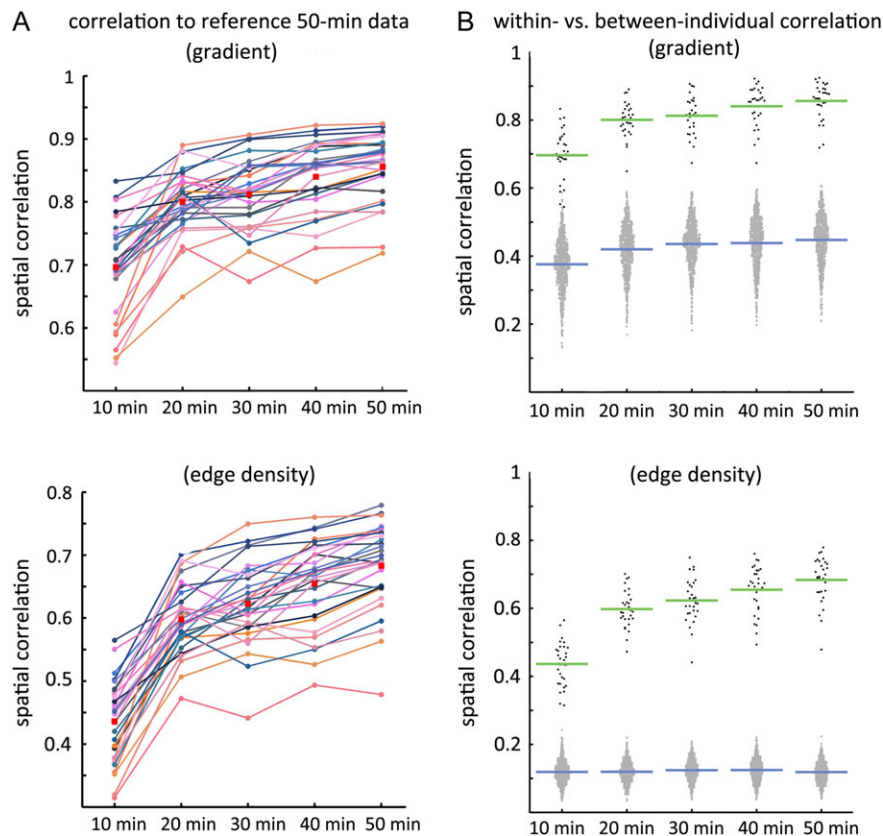 A correlation to reference 50-min data
(gradient)
1
0.9
0.8
0.7
0.6
spatial correlation
10 min 20 min 30 min 40 min 50 min
B within- vs. between-individual correlation
(gradient)
1
0.8
0.6
0.4
0.2
spatial correlation
10 min 20 min 30 min 40 min 50 min
(edge density)
0.8
0.7
0.6
0.5
0.4
spatial correlation
10 min 20 min 30 min 40 min 50 min
(edge density)
1
0.8
0.6
0.4
0.2
spatial correlation
10 min 20 min 30 min 40 min 50 min